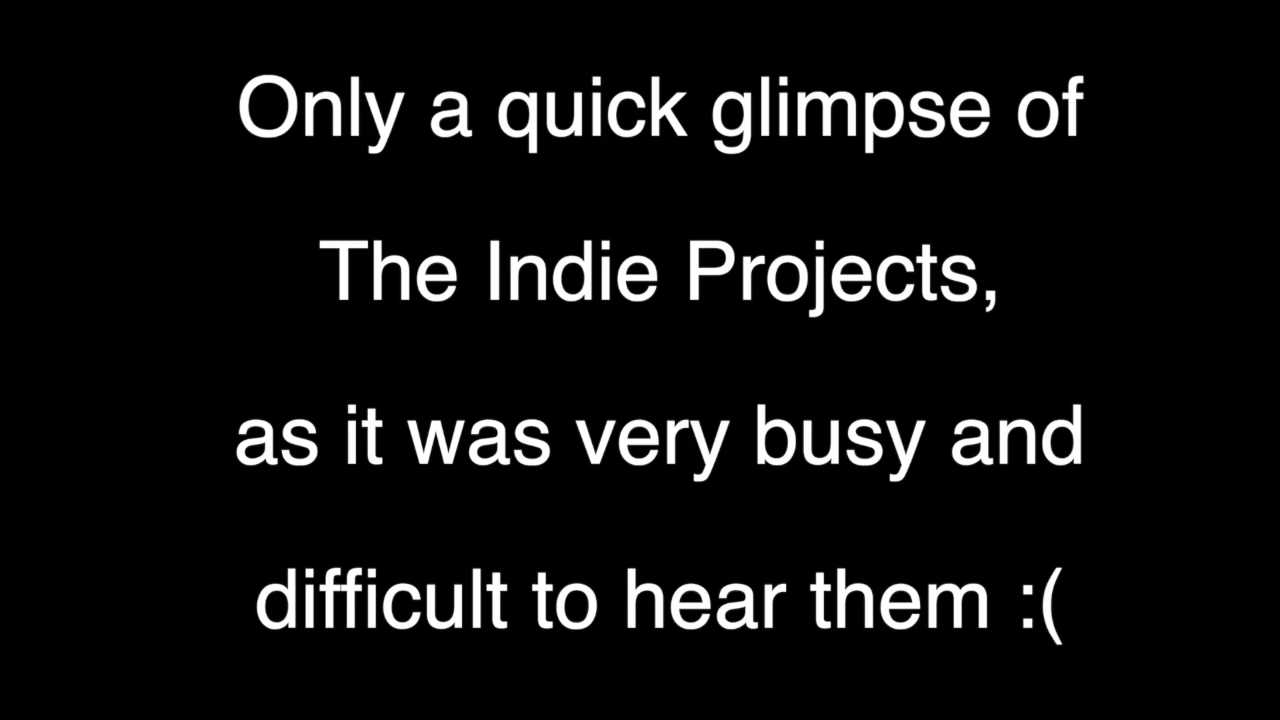 Only a quick glimpse of
The Indie Projects,
as it was very busy and
difficult to hear them :(